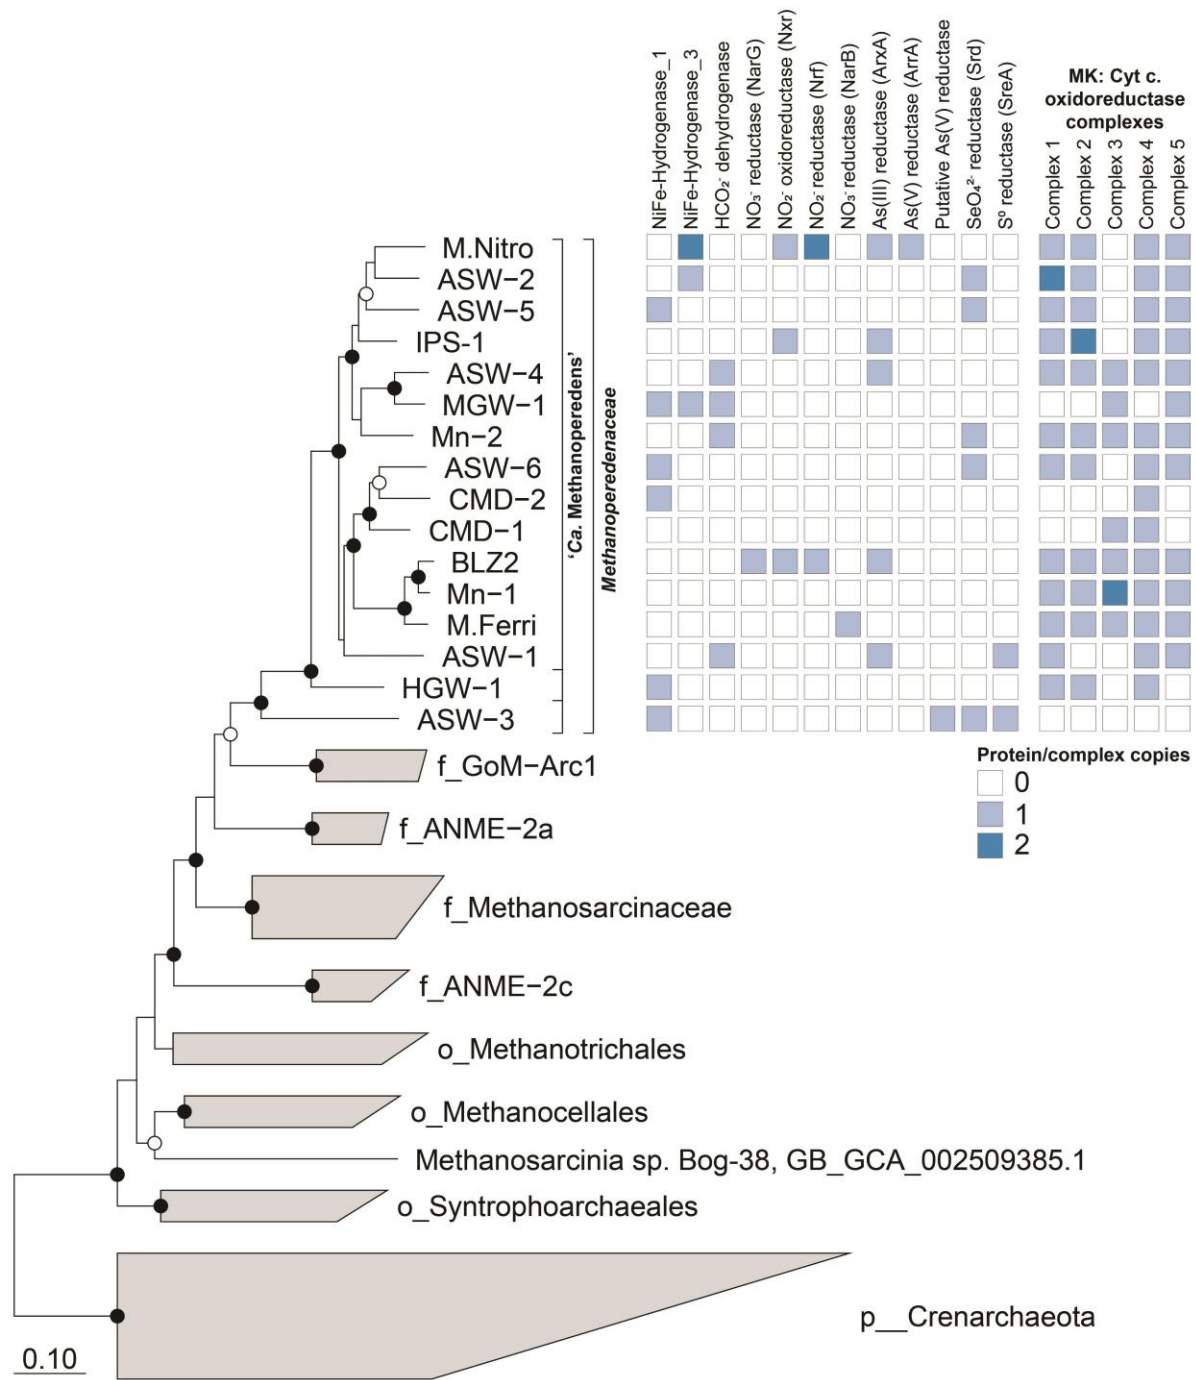 NiFe-Hydrogenase_1
NiFe-Hydrogenase_3
HCO₂⁻ dehydrogenase
NO₃⁻ reductase (NarG)
NO₂⁻ oxidoreductase (Nxr)
NO₂⁻ reductase (Nrf)
NO₃⁻ reductase (NarB)
As(III) reductase (ArxA)
As(V) reductase (ArrA)
Putative As(V) reductase
SeO₄²⁻ reductase (Srd)
S⁰ reductase (SreA)
MK: Cyt c.
oxidoreductase
complexes
Complex 1
Complex 2
Complex 3
Complex 4
Complex 5
M.Nitro
ASW−2
ASW−5
IPS-1
ASW−4
MGW−1
Mn−2
ASW−6
CMD−2
CMD−1
BLZ2
Mn−1
M.Ferri
ASW−1
HGW−1
ASW−3
'Ca. Methanoperedens'
Methanoperedenaceae
f_GoM−Arc1
f_ANME−2a
f_Methanosarcinaceae
f_ANME−2c
o_Methanotrichales
o_Methanocellales
Methanosarcinia sp. Bog-38, GB_GCA_002509385.1
o_Syntrophoarchaeales
p__Crenarchaeota
Protein/complex copies
0
1
2
0.10